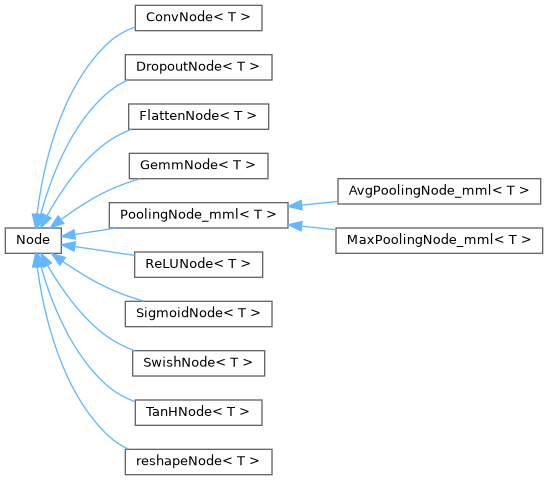 ConvNode< T >
DropoutNode< T >
FlattenNode< T >
GemmNode< T >
AvgPoolingNode_mml< T >
PoolingNode_mml< T >
Node
MaxPoolingNode_mml< T >
ReLUNode< T >
SigmoidNode< T >
SwishNode< T >
TanHNode< T >
reshapeNode< T >